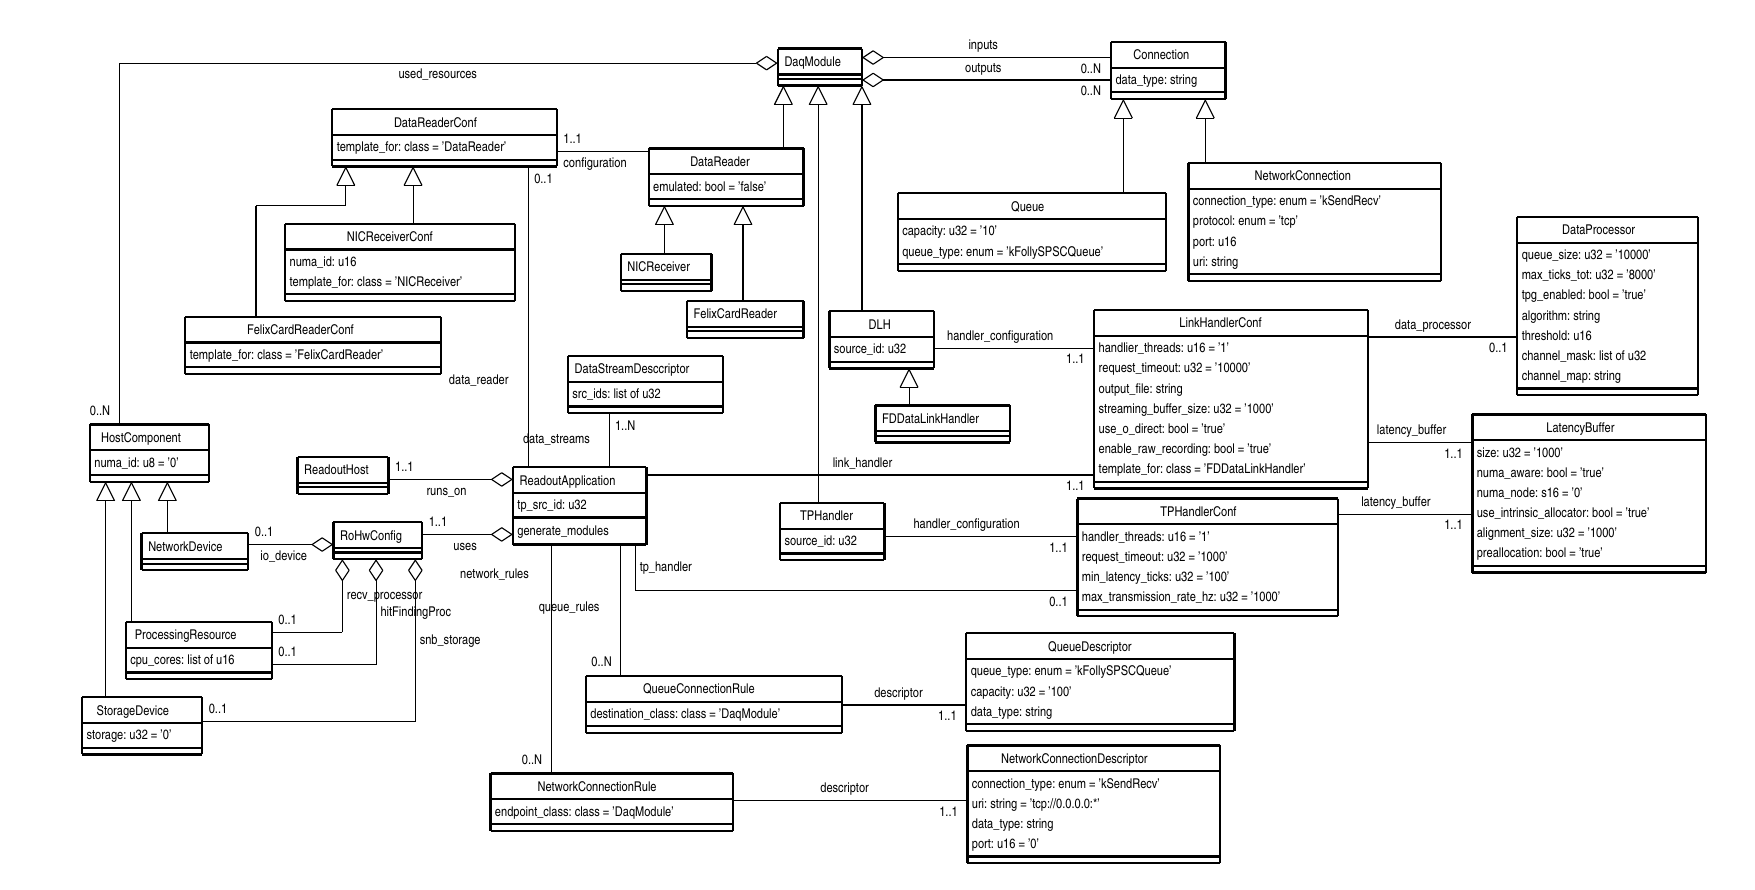 DaqModule
used_resources
inputs
0..N
outputs
0..N
Connection
data_type: string
DataReaderConf
template_for: class = 'DataReader'
1..1
configuration
0..1
DataReader
emulated: bool = 'false'
NICReceiverConf
numa_id: u16
template_for: class = 'NICReceiver'
NICReceiver
FelixCardReader
FelixCardReaderConf
template_for: class = 'FelixCardReader'
Queue
capacity: u32 = '10'
queue_type: enum = 'kFollySPSCQueue'
NetworkConnection
connection_type: enum = 'kSendRecv'
protocol: enum = 'tcp'
port: u16
uri: string
DataProcessor
queue_size: u32 = '10000'
max_ticks_tot: u32 = '8000'
tpg_enabled: bool = 'true'
algorithm: string
threshold: u16
channel_mask: list of u32
channel_map: string
DLH
source_id: u32
handler_configuration
1..1
FDDataLinkHandler
LinkHandlerConf
handlier_threads: u16 = '1'
request_timeout: u32 = '10000'
output_file: string
streaming_buffer_size: u32 = '1000'
use_o_direct: bool = 'true'
enable_raw_recording: bool = 'true'
template_for: class = 'FDDataLinkHandler'
data_processor
0..1
latency_buffer
1..1
LatencyBuffer
size: u32 = '1000'
numa_aware: bool = 'true'
numa_node: s16 = '0'
use_intrinsic_allocator: bool = 'true'
alignment_size: u32 = '1000'
preallocation: bool = 'true'
data_reader
DataStreamDesccriptor
src_ids: list of u32
data_streams
1..N
0..N
HostComponent
numa_id: u8 = '0'
ReadoutHost
1..1
runs_on
ReadoutApplication
tp_src_id: u32
generate_modules
link_handler
1..1
TPHandler
source_id: u32
handler_configuration
1..1
TPHandlerConf
handler_threads: u16 = '1'
request_timeout: u32 = '1000'
min_latency_ticks: u32 = '100'
max_transmission_rate_hz: u32 = '1000'
latency_buffer
1..1
NetworkDevice
0..1
io_device
RoHwConfig
1..1
uses
network_rules
queue_rules
tp_handler
0..1
recv_processor
hitFindingProc
snb_storage
ProcessingResource
cpu_cores: list of u16
0..1
0..1
StorageDevice
storage: u32 = '0'
0..1
0..N
QueueConnectionRule
destination_class: class = 'DaqModule'
descriptor
1..1
QueueDescriptor
queue_type: enum = 'kFollySPSCQueue'
capacity: u32 = '100'
data_type: string
0..N
NetworkConnectionRule
endpoint_class: class = 'DaqModule'
descriptor
1..1
NetworkConnectionDescriptor
connection_type: enum = 'kSendRecv'
uri: string = 'tcp://0.0.0.0:*'
data_type: string
port: u16 = '0'